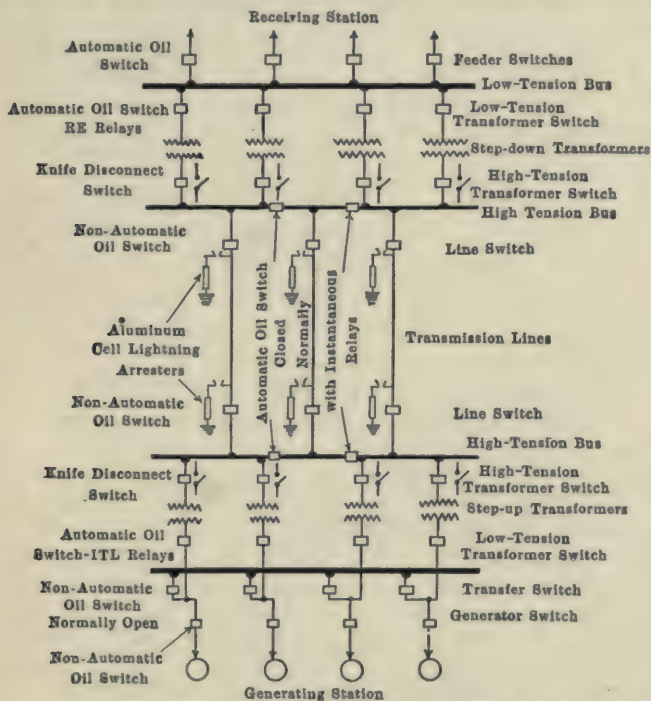 Receiving Station
Automatic Oil
Switch
Feeder Switches
Low-Tension Bus
Automatic Oil Switch
RE Relays
Low-Tension
Transformer Switch
Step-down Transformers
Knife Disconnect
Switch
High-Tension
Transformer Switch
High Tension Bus
Non-Automatic
Oil Switch
Line Switch
Aluminum
Cell Lightning
Arresters
Automatic Oil Switch
Closed
Normally
with Instantaneous
Relays
Transmission Lines
Non-Automatic
Oil Switch
Line Switch
High-Tension Bus
Knife Disconnect
Switch
High-Tension
Transformer Switch
Step-up Transformers
Automatic Oil
Switch-ITL Relays
Low-Tension
Transformer Switch
Non-Automatic
Oil Switch
Normally Open
Transfer Switch
Generator Switch
Non-Automatic
Oil Switch
Generating Station